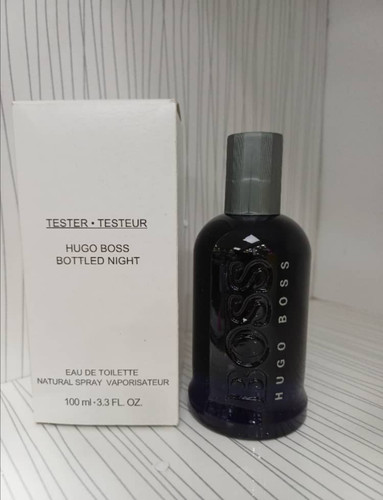 TESTER • TESTEUR
HUGO BOSS
BOTTLED NIGHT
EAU DE TOILETTE
NATURAL SPRAY VAPORISATEUR
100 ml • 3.3 FL. OZ.
BOSS
HUGO BOSS